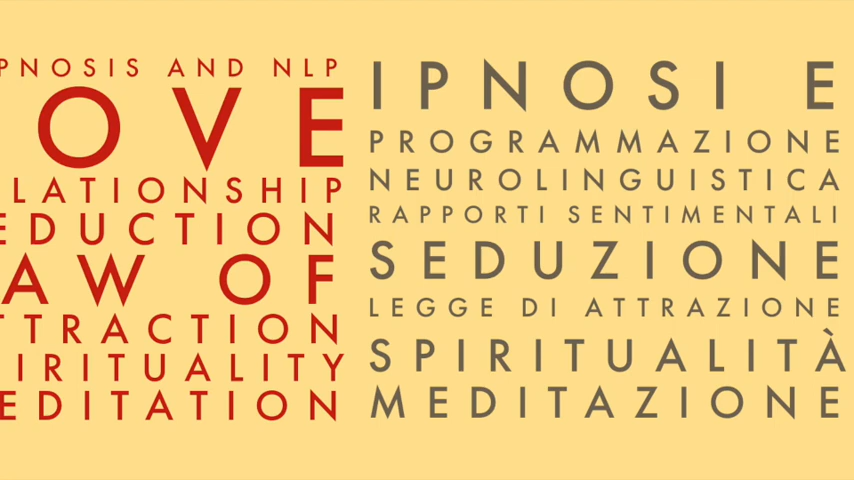 PNOSIS AND NLP
OVE
LATIONSHIP
EDUCTION
AW OF
TTRACTION
IRITUALITY
EDITATION
IPNOSI E
PROGRAMMAZIONE
NEUROLINGUISTICA
RAPPORTI SENTIMENTALI
SEDUZIONE
LEGGE DI ATTRAZIONE
SPIRITUALITÀ
MEDITAZIONE